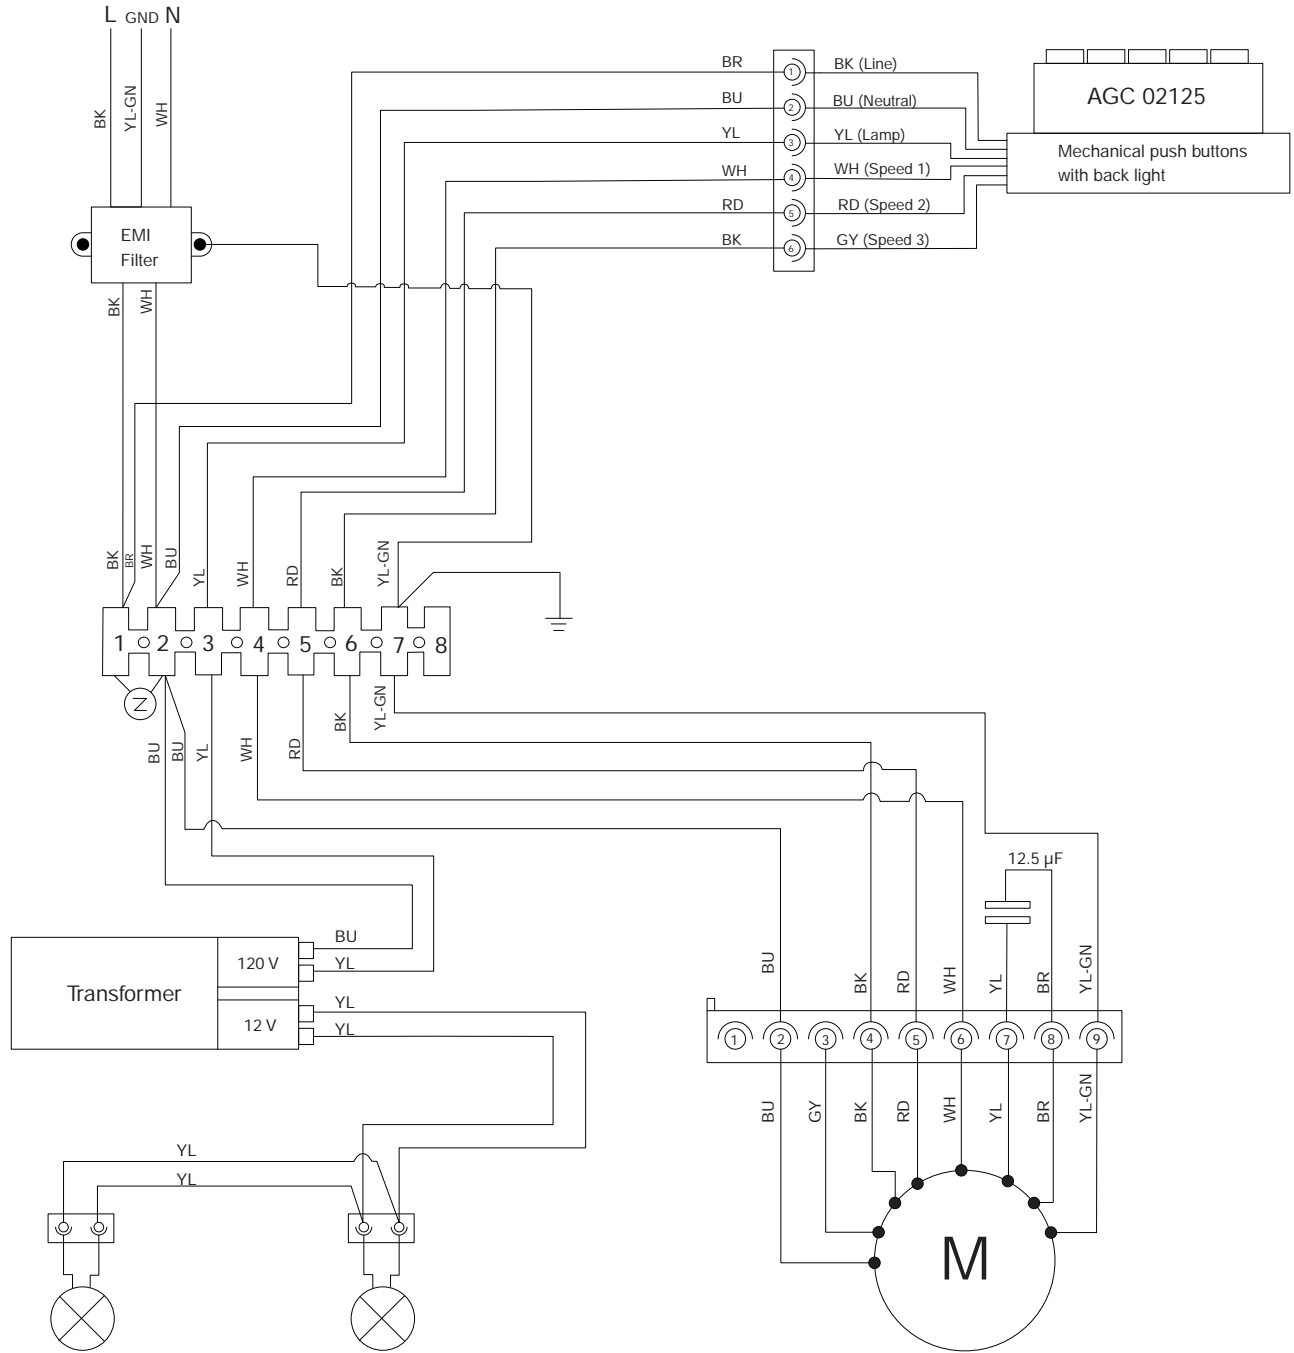 L GND N
BK
YL-GN
WH
EMI
Filter
BK
WH
BR
BU
YL
WH
RD
BK
1
2
3
4
5
6
BK (Line)
BU (Neutral)
YL (Lamp)
WH (Speed 1)
RD (Speed 2)
GY (Speed 3)
AGC 02125
Mechanical push buttons
with back light
BK
BR
WH
BU
YL
WH
RD
BK
YL-GN
1 2 3 4 5 6 7 8
Z
BU
BU
YL
WH
RD
BK
YL-GN
12.5 µF
Transformer
120 V
12 V
BU
YL
YL
YL
BU
BK
RD
WH
YL
BR
YL-GN
1 2 3 4 5 6 7 8 9
BU
GY
BK
RD
WH
YL
BR
YL-GN
YL
YL
M